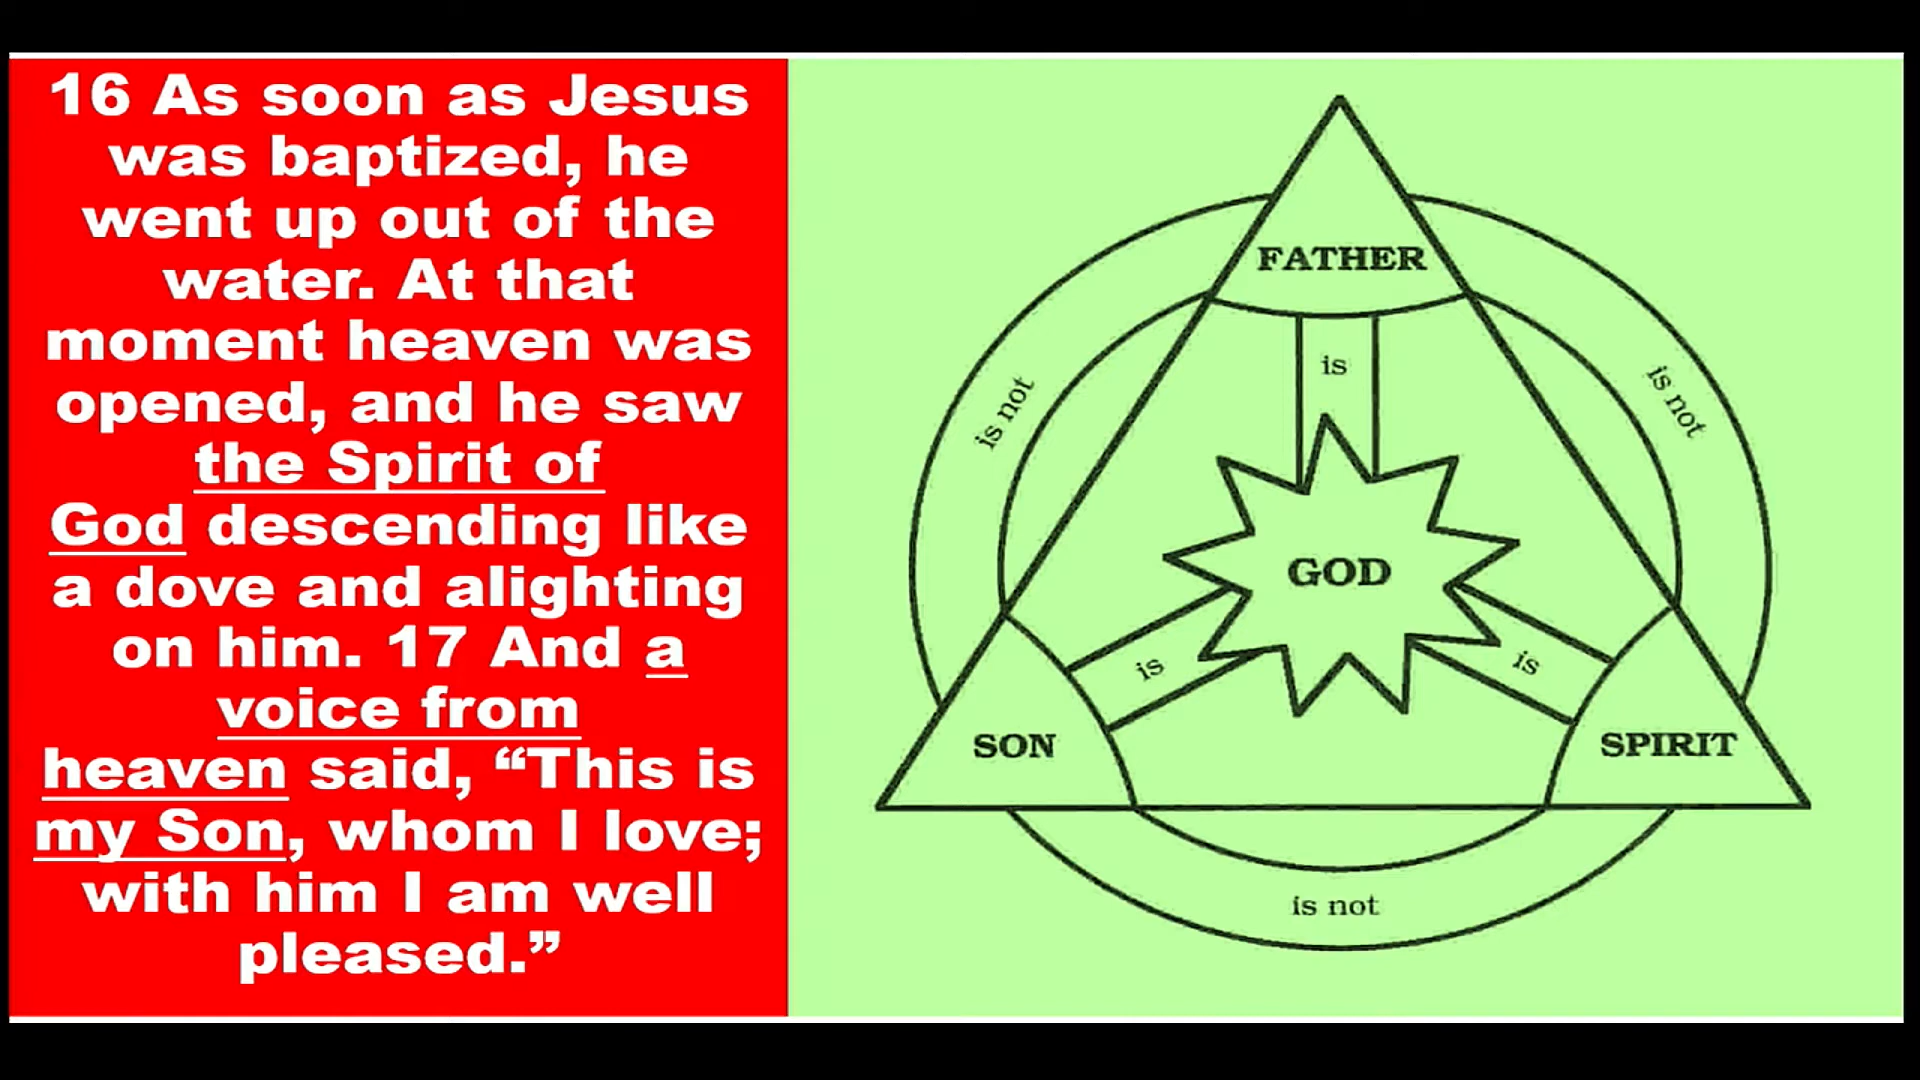 16 As soon as Jesus
was baptized, he
went up out of the
water. At that
moment heaven was
opened, and he saw
the Spirit of
God descending like
a dove and alighting
on him. 17 And a
voice from
heaven said, “This is
my Son, whom I love;
with him I am well
pleased.”
FATHER
is
is not
is not
GOD
is
is
SON
SPIRIT
is not